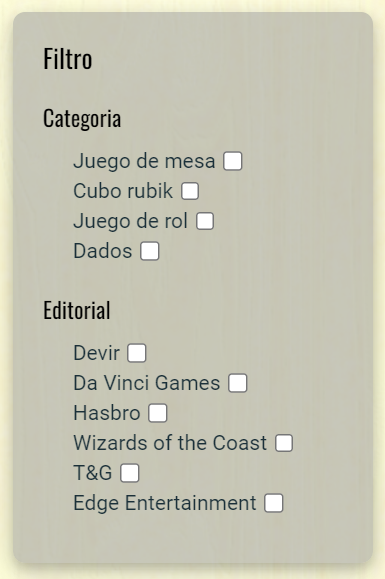 Filtro
Categoria
Juego de mesa
Cubo rubik
Juego de rol
Dados
Editorial
Devir
Da Vinci Games
Hasbro
Wizards of the Coast
T&G
Edge Entertainment